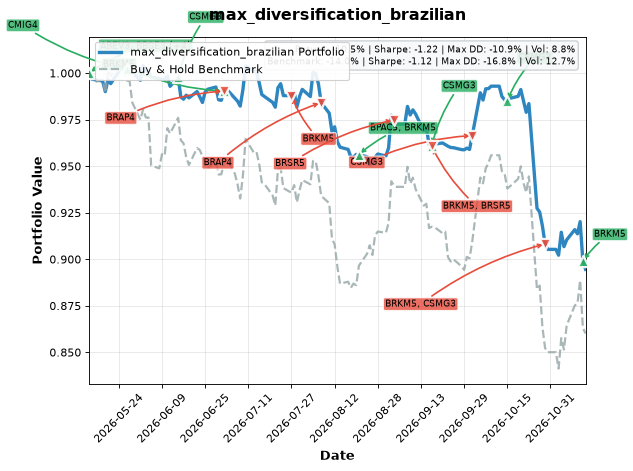 max_diversification_brazilian
CMIG4
max_diversification_brazilian Portfolio
Buy & Hold Benchmark
5% | Sharpe: -1.22 | Max DD: -10.9% | Vol: 8.8%
| Sharpe: -1.12 | Max DD: -16.8% | Vol: 12.7%
CSMG3
BRAP4
BRKM5
BPAC5, BRKM5
BRAP4
BRSR5
CSMG3
BRKM5, BRSR5
BRKM5
BRKM5, CSMG3
Portfolio Value
1.000
0.975
0.950
0.925
0.900
0.875
0.850
2026-05-24
2026-06-09
2026-06-25
2026-07-11
2026-07-27
2026-08-12
2026-08-28
2026-09-13
2026-09-29
2026-10-15
2026-10-31
Date